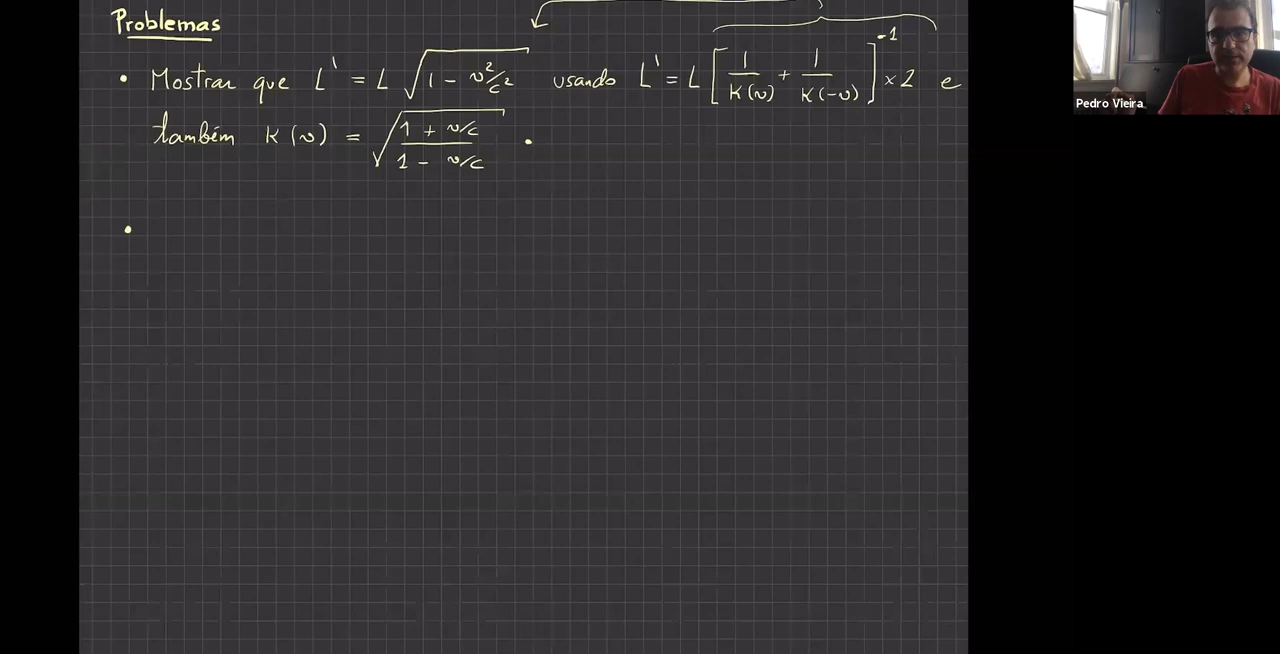 Problemas
• Mostrar que L' = L √(1 - v²/c²) usando L' = L [1/K(v) + 1/K(-v)]⁻¹ × 2 e
também K(v) = √((1 + v/c)/(1 - v/c)) .
•
Pedro Vieira